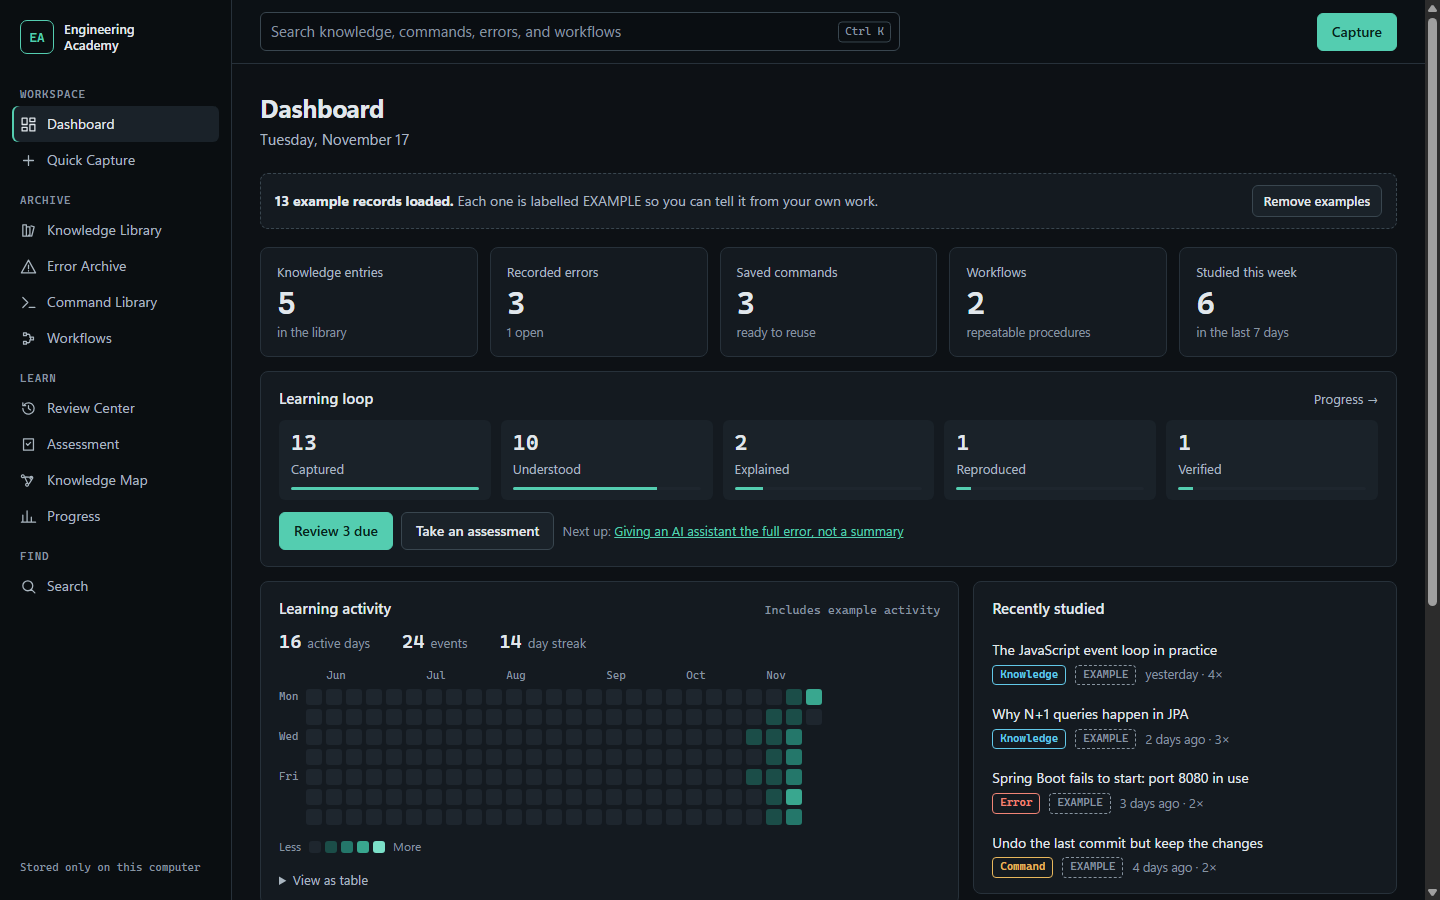 EA
Engineering
Academy
Search knowledge, commands, errors, and workflows
Ctrl K
Capture
WORKSPACE
Dashboard
Quick Capture
ARCHIVE
Knowledge Library
Error Archive
Command Library
Workflows
LEARN
Review Center
Assessment
Knowledge Map
Progress
FIND
Search
Stored only on this computer
Dashboard
Tuesday, November 17
13 example records loaded. Each one is labelled EXAMPLE so you can tell it from your own work.
Remove examples
Knowledge entries
5
in the library
Recorded errors
3
1 open
Saved commands
3
ready to reuse
Workflows
2
repeatable procedures
Studied this week
6
in the last 7 days
Learning loop
Progress →
13
Captured
10
Understood
2
Explained
1
Reproduced
1
Verified
Review 3 due
Take an assessment
Next up: Giving an AI assistant the full error, not a summary
Learning activity
Includes example activity
16 active days
24 events
14 day streak
Jun Jul Aug Sep Oct Nov
Mon
Wed
Fri
Less
More
View as table
Recently studied
The JavaScript event loop in practice
Knowledge EXAMPLE yesterday · 4×
Why N+1 queries happen in JPA
Knowledge EXAMPLE 2 days ago · 3×
Spring Boot fails to start: port 8080 in use
Error EXAMPLE 3 days ago · 2×
Undo the last commit but keep the changes
Command EXAMPLE 4 days ago · 2×